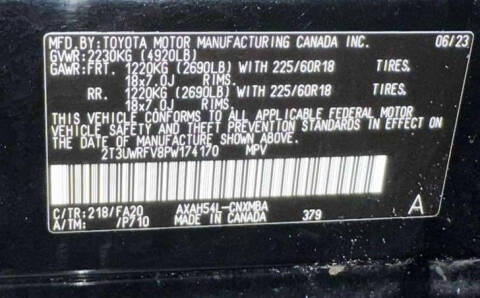 MFD.BY:TOYOTA MOTOR MANUFACTURING CANADA INC. 06/23
GVWR:2230KG (4920LB)
GAWR:FRT. 1220KG (2690LB) WITH 225/60R18 TIRES.
18x7.0J RIMS.
RR. 1220KG (2690LB) WITH 225/60R18 TIRES.
18x7.0J RIMS.
THIS VEHICLE CONFORMS TO ALL APPLICABLE FEDERAL MOTOR
VEHICLE SAFETY AND THEFT PREVENTION STANDARDS IN EFFECT ON
THE DATE OF MANUFACTURE SHOWN ABOVE.
2T3UWRFV8PW174170 MPV
C/TR:218/FA20 AXAH54L-CNXMBA
A/TM: /P710 MADE IN CANADA 379 A